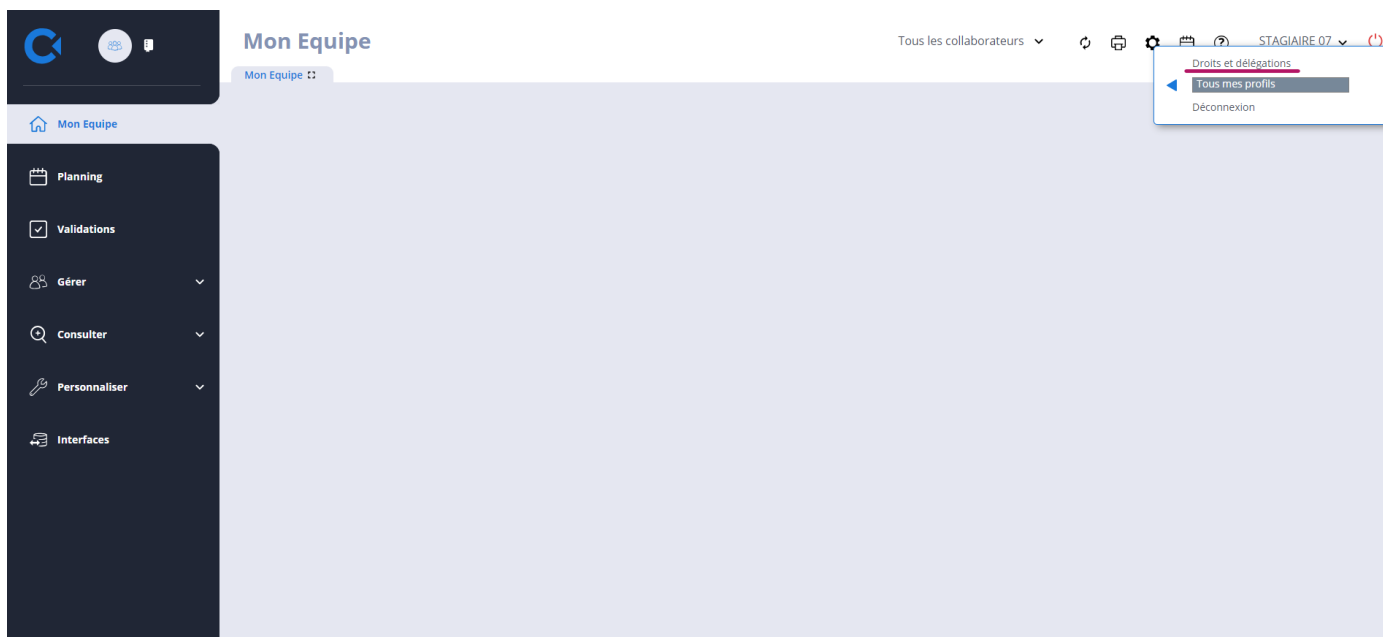 Mon Equipe
Tous les collaborateurs
STAGIAIRE 07
Mon Equipe
Droits et délégations
Tous mes profils
Déconnexion
Mon Equipe
Planning
Validations
Gérer
Consulter
Personnaliser
Interfaces